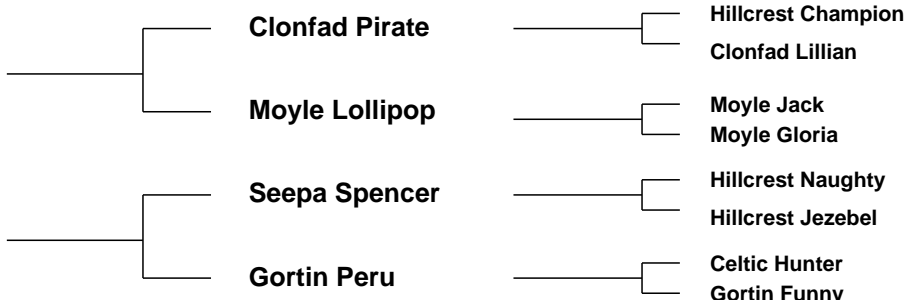 Clonfad Pirate
Hillcrest Champion
Clonfad Lillian
Moyle Lollipop
Moyle Jack
Moyle Gloria
Seepa Spencer
Hillcrest Naughty
Hillcrest Jezebel
Gortin Peru
Celtic Hunter
Gortin Funny